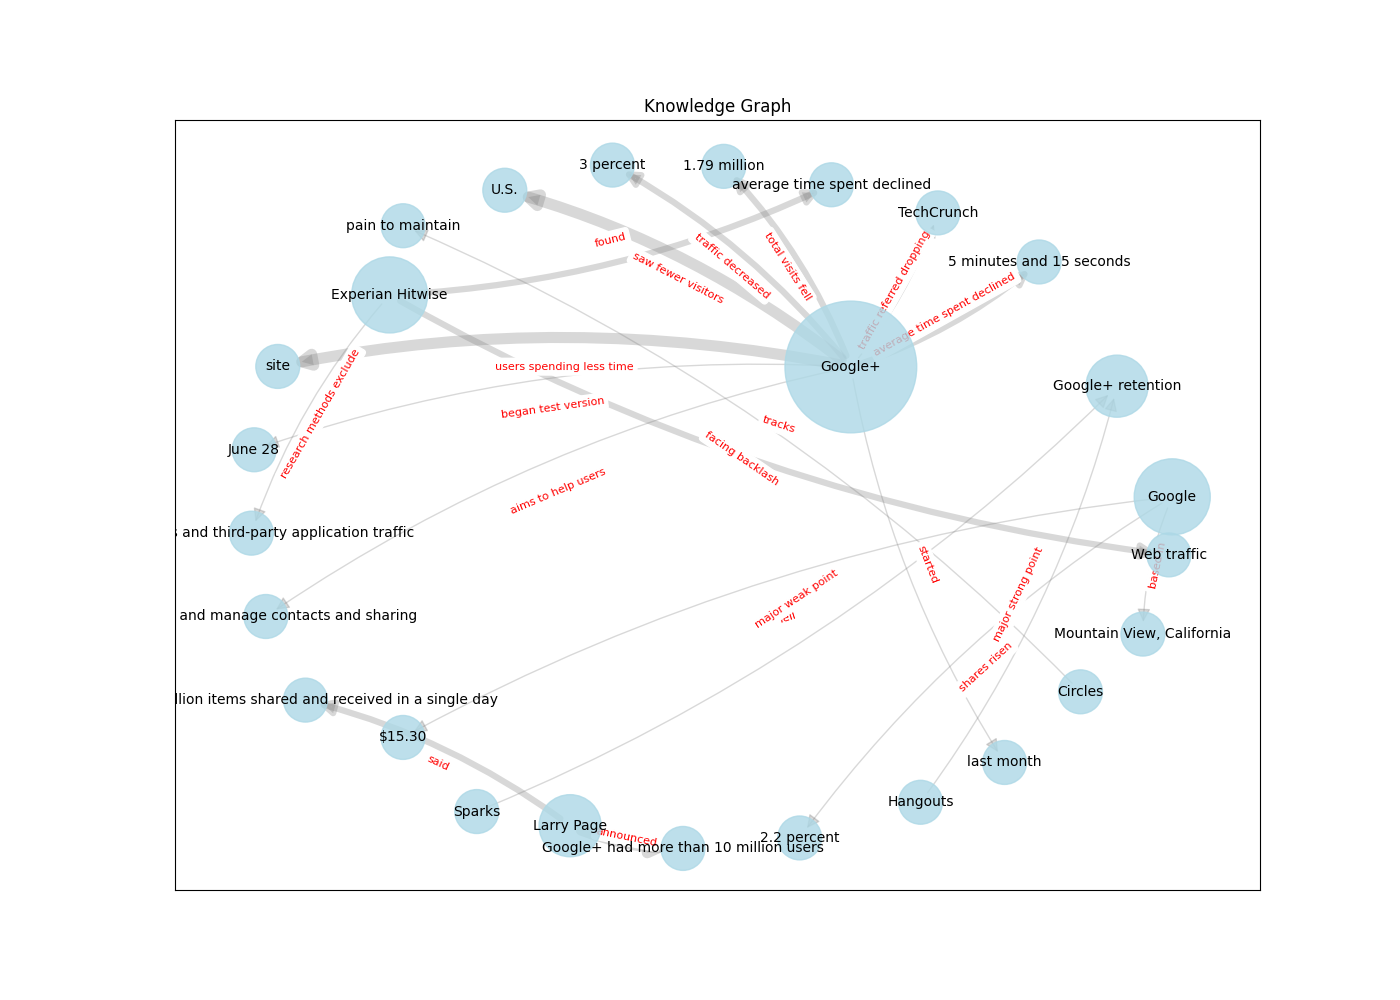 Knowledge Graph
3 percent
1.79 million
average time spent declined
U.S.
TechCrunch
pain to maintain
found
traffic decreased
total visits fell
traffic referred dropping
5 minutes and 15 seconds
saw fewer visitors
Experian Hitwise
average time spent declined
site
users spending less time
Google+
Google+ retention
research methods exclude
began test version
tracks
June 28
facing backlash
aims to help users
Google
and third-party application traffic
Web traffic
started
major strong point
major weak point
fell
and manage contacts and sharing
Mountain View, California
shares risen
Circles
items shared and received in a single day
$15.30
said
last month
Sparks
Hangouts
Larry Page
announced
2.2 percent
Google+ had more than 10 million users